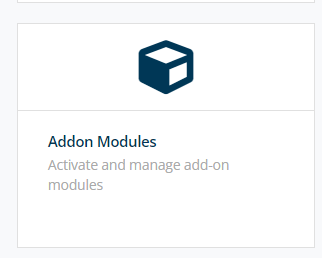 Addon Modules
Activate and manage add-on
modules